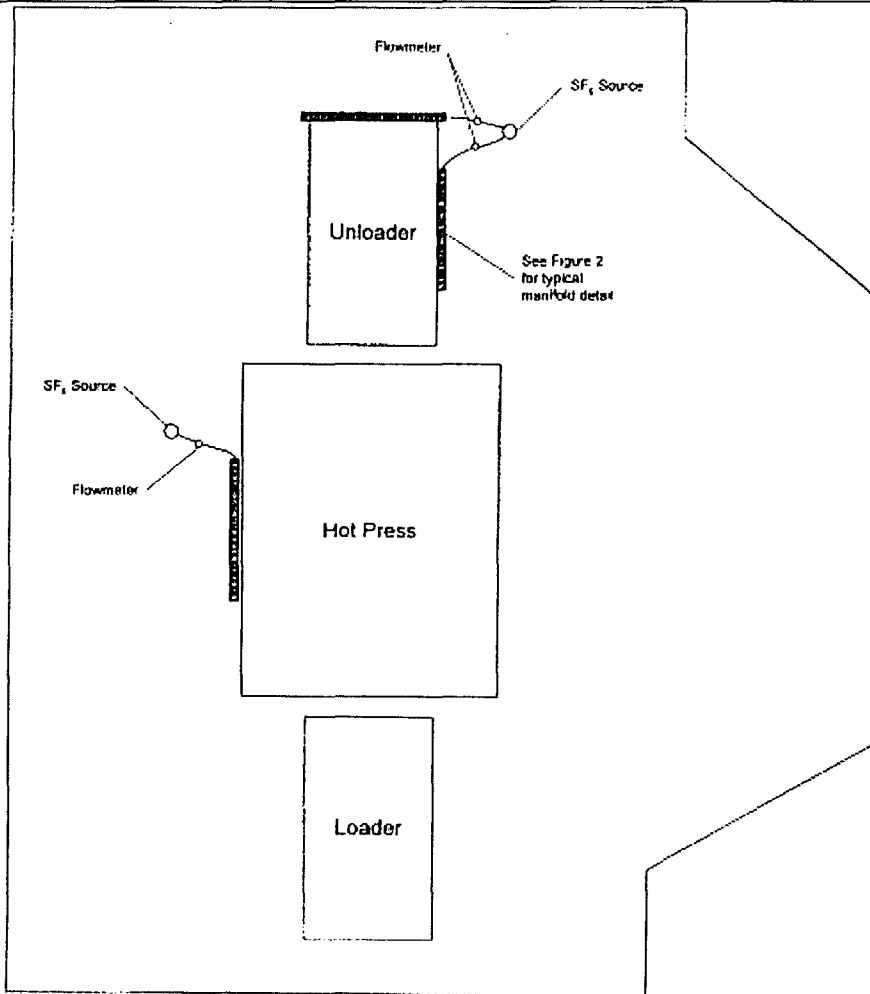 Flowmeter
SF₆ Source
Unloader
See Figure 2
for typical
manifold detail
SF₆ Source
Flowmeter
Hot Press
Loader